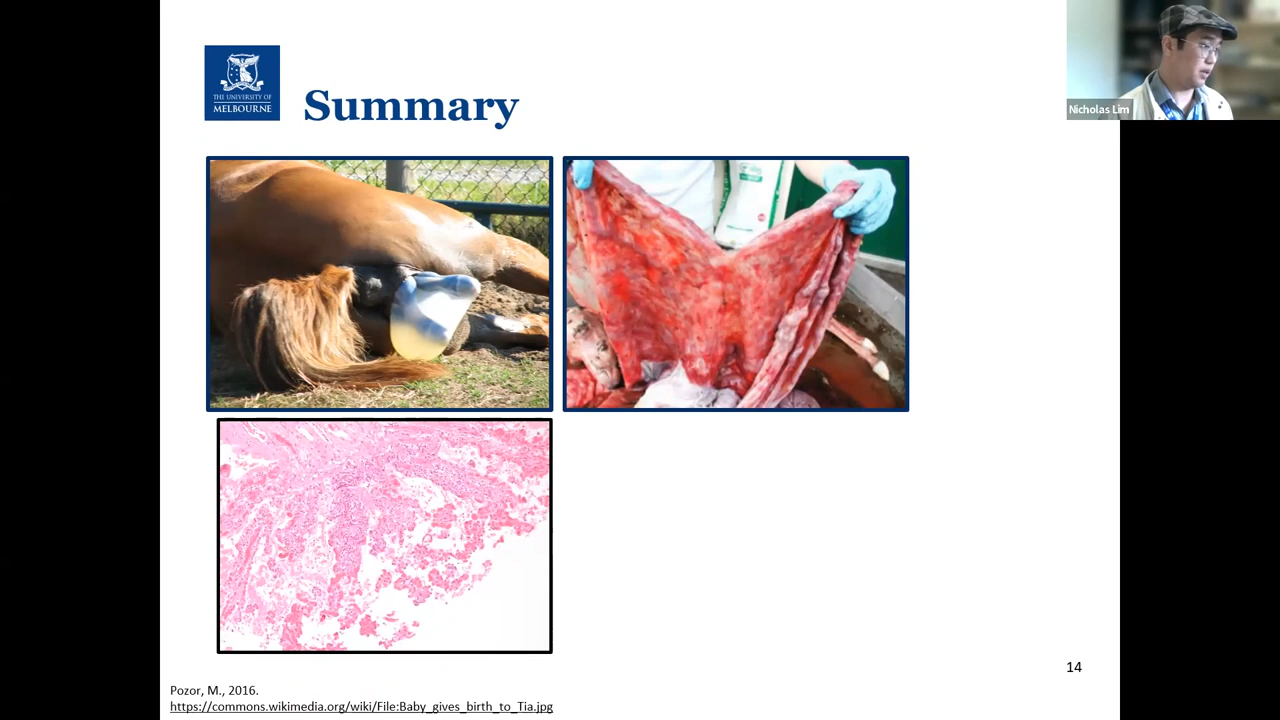 THE UNIVERSITY OF
MELBOURNE
Summary
Nicholas Lim
14
Pozor, M., 2016.
https://commons.wikimedia.org/wiki/File:Baby_gives_birth_to_Tia.jpg